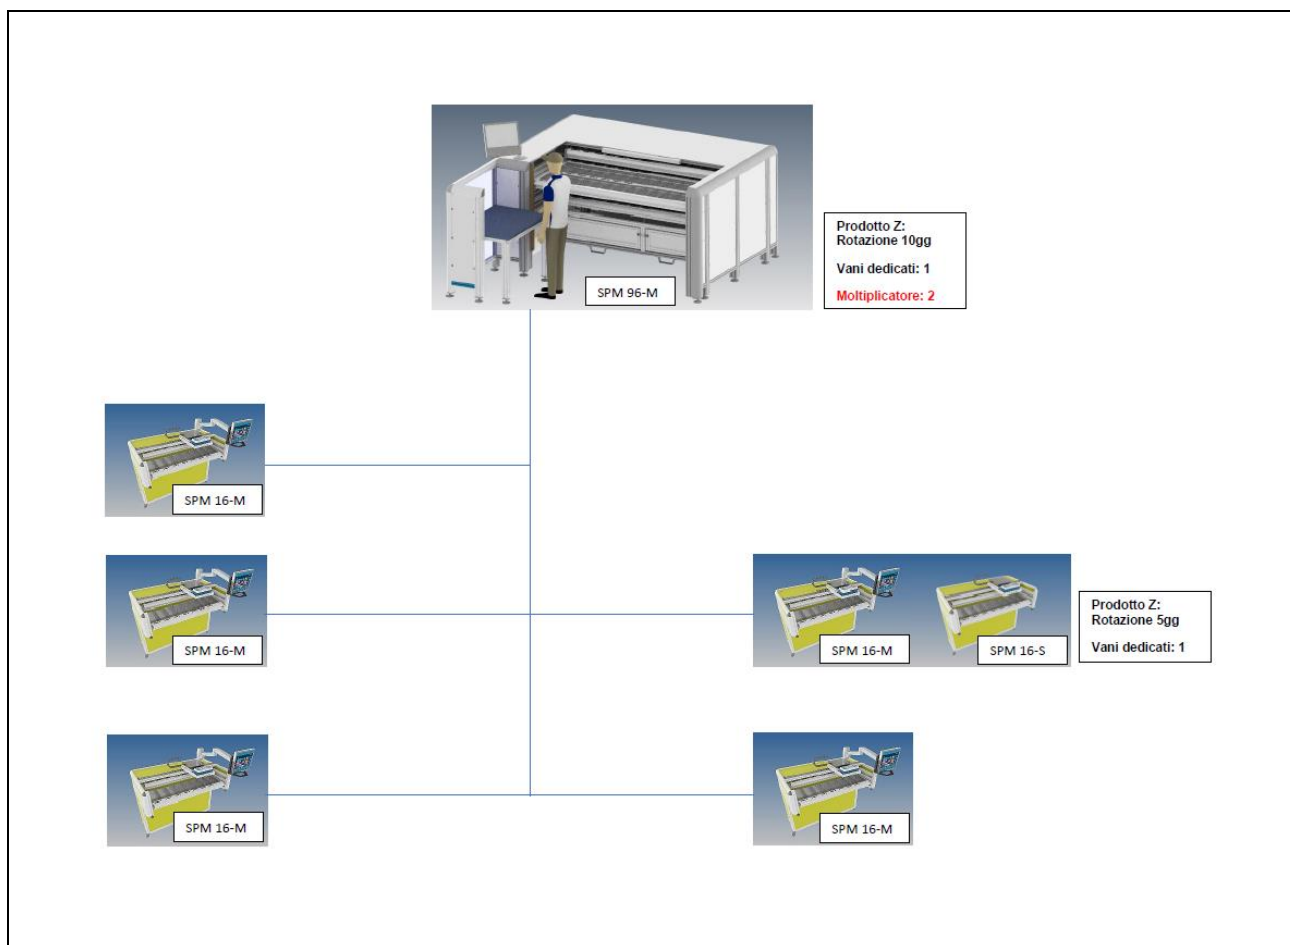 Prodotto Z:
Rotazione 10gg
Vani dedicati: 1
Moltiplicatore: 2
SPM 96-M
SPM 16-M
SPM 16-M
SPM 16-M
SPM 16-S
Prodotto Z:
Rotazione 5gg
Vani dedicati: 1
SPM 16-M
SPM 16-M